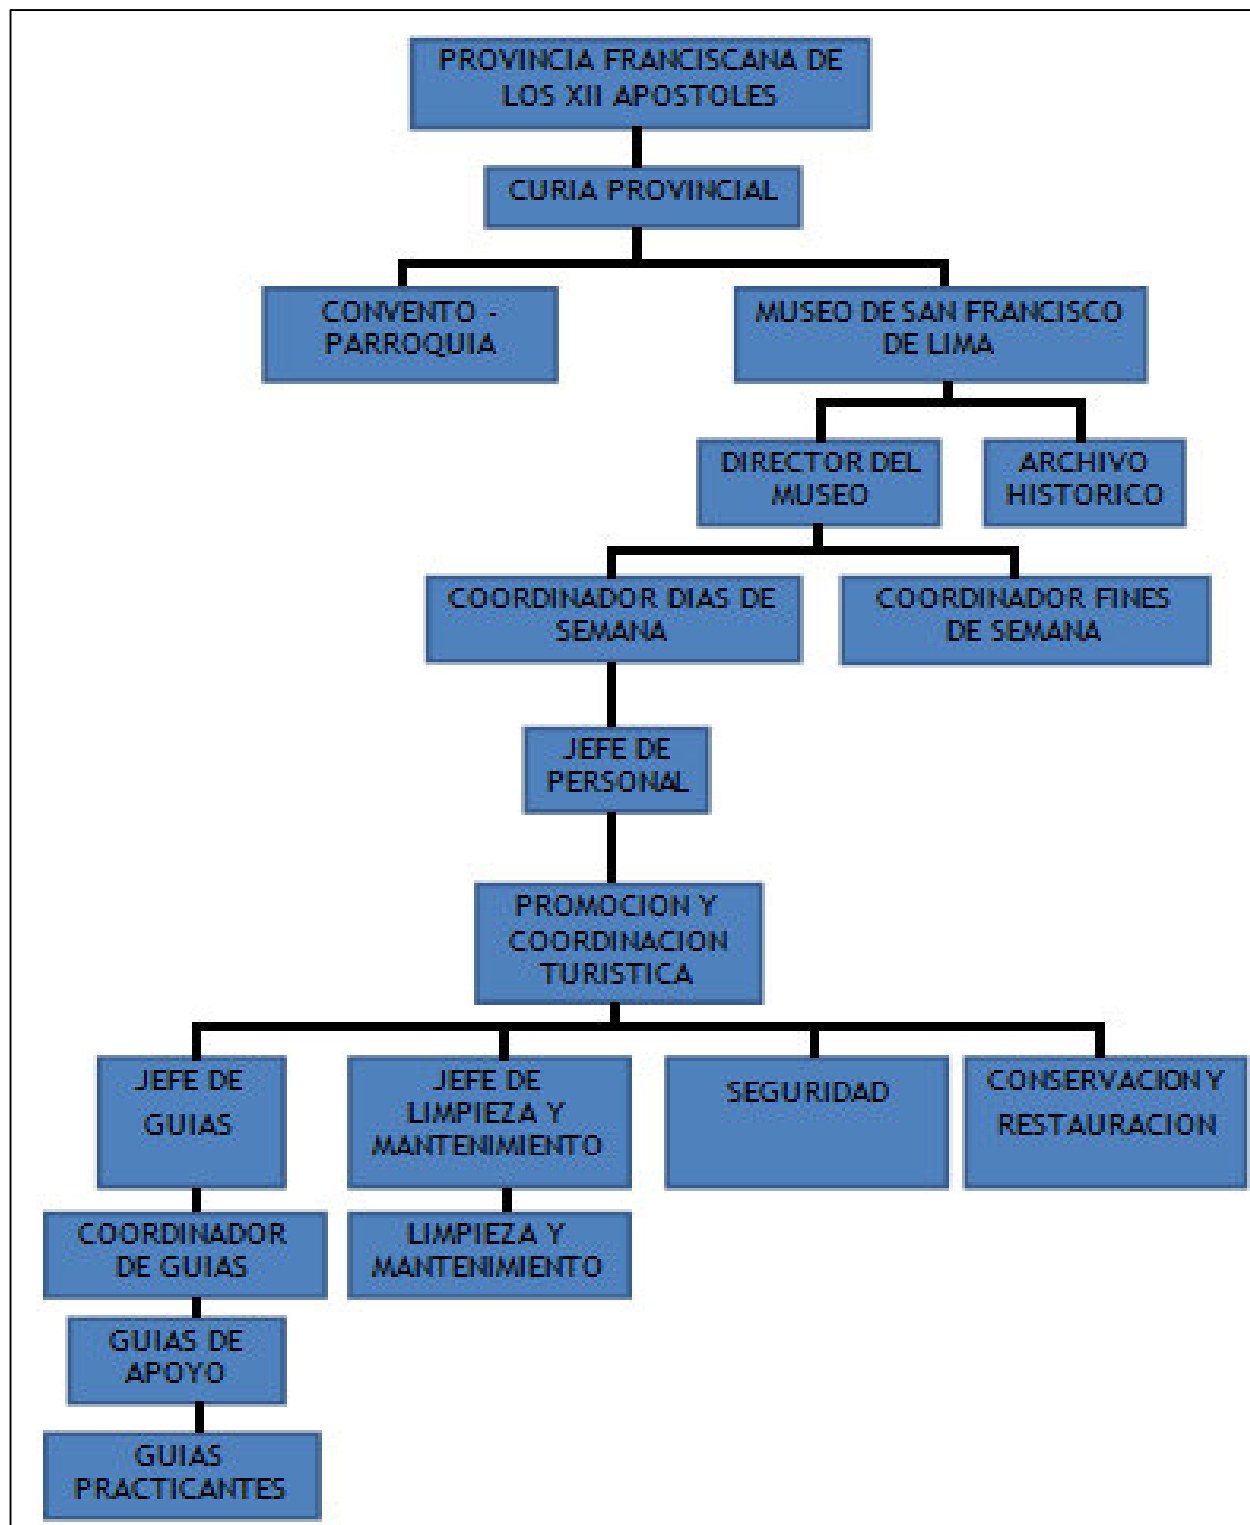 PROVINCIA FRANCISCANA DE
LOS XII APOSTOLES
CURIA PROVINCIAL
CONVENTO -
PARROQUIA
MUSEO DE SAN FRANCISCO
DE LIMA
DIRECTOR DEL
MUSEO
ARCHIVO
HISTORICO
COORDINADOR DIAS DE
SEMANA
COORDINADOR FINES
DE SEMANA
JEFE DE
PERSONAL
PROMOCION Y
COORDINACION
TURISTICA
JEFE DE
GUIAS
JEFE DE
LIMPIEZA Y
MANTENIMIENTO
SEGURIDAD
CONSERVACION Y
RESTAURACION
COORDINADOR
DE GUIAS
LIMPIEZA Y
MANTENIMIENTO
GUIAS DE
APOYO
GUIAS
PRACTICANTES